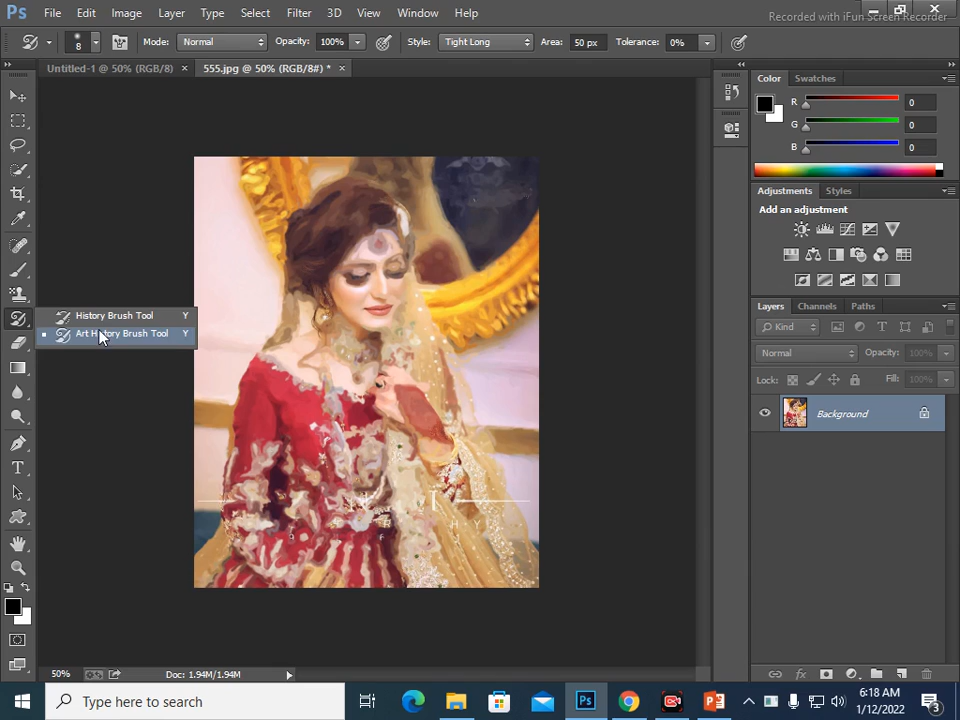 Ps File Edit Image Layer Type Select Filter 3D View Window Help
Recorded with iFun Screen Recorder
8 Mode: Normal Opacity: 100% Style: Tight Long Area: 50 px Tolerance: 0%
Untitled-1 @ 50% (RGB/8) × 555.jpg @ 50% (RGB/8#) * ×
Color Swatches
R 0
G 0
B 0
Adjustments Styles
Add an adjustment
History Brush Tool Y
Art History Brush Tool Y
Layers Channels Paths
Kind
Normal Opacity: 100%
Lock: Fill: 100%
Background
50% Doc: 1.94M/1.94M
Type here to search
6:18 AM
1/12/2022
3